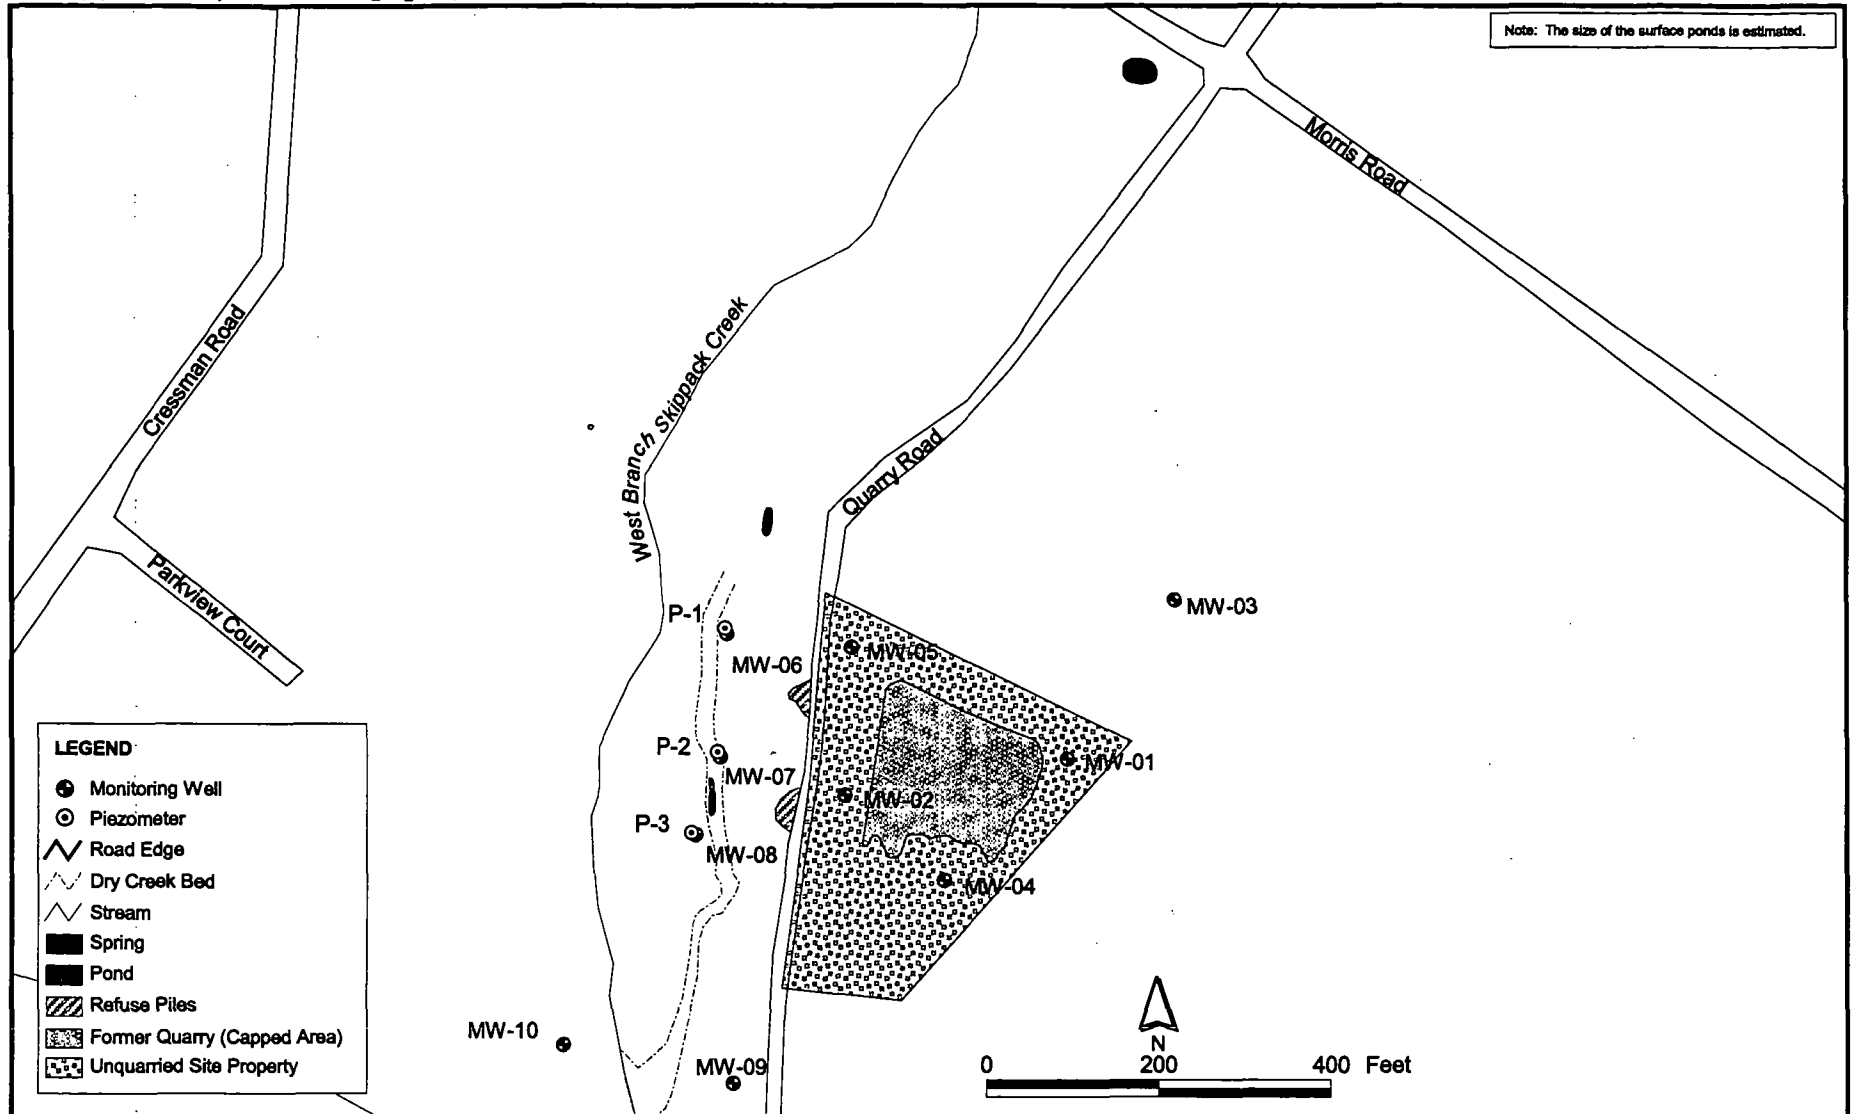 Note: The size of the surface ponds is estimated.
Morris Road
Cressman Road
West Branch Skippack Creek
Quarry Road
Parkview Court
MW-03
P-1
MW-05
MW-06
P-2
MW-07
MW-01
MW-02
P-3
MW-08
MW-04
LEGEND
Monitoring Well
Piezometer
Road Edge
Dry Creek Bed
Stream
Spring
Pond
Refuse Piles
Former Quarry (Capped Area)
Unquarried Site Property
MW-10
MW-09
N
0 200 400 Feet